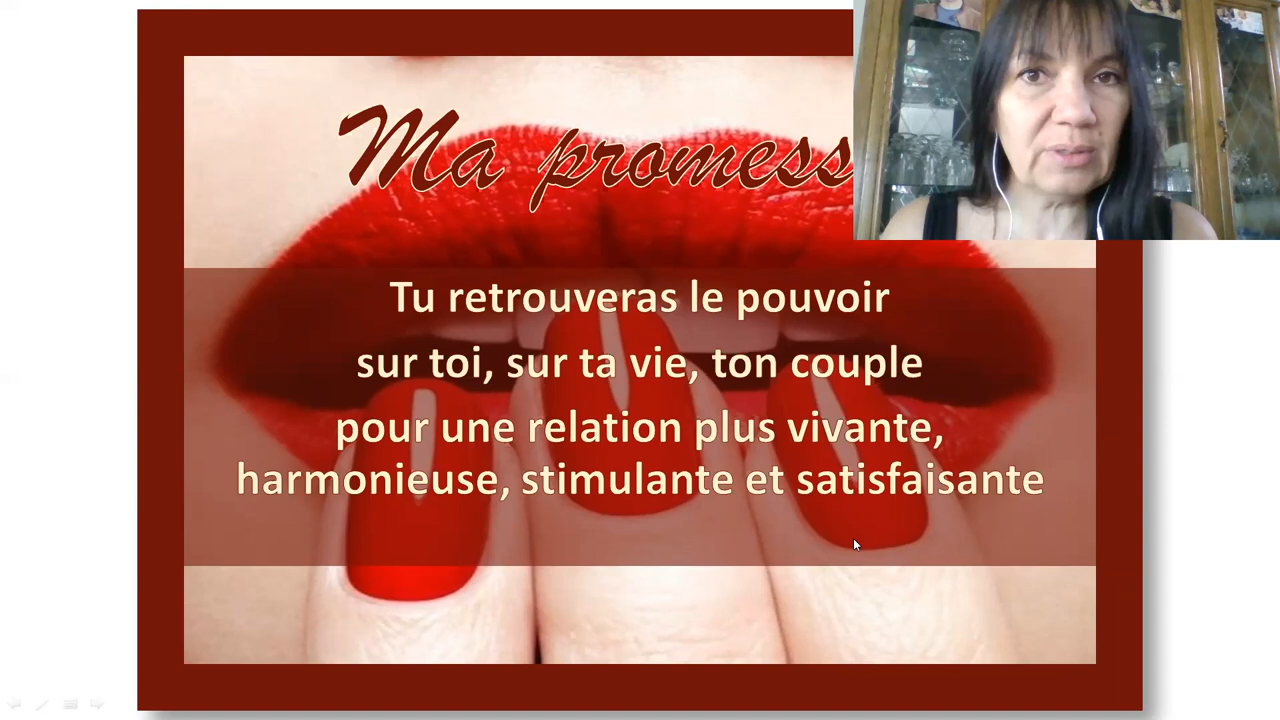 Ma promess
Tu retrouveras le pouvoir
sur toi, sur ta vie, ton couple
pour une relation plus vivante,
harmonieuse, stimulante et satisfaisante